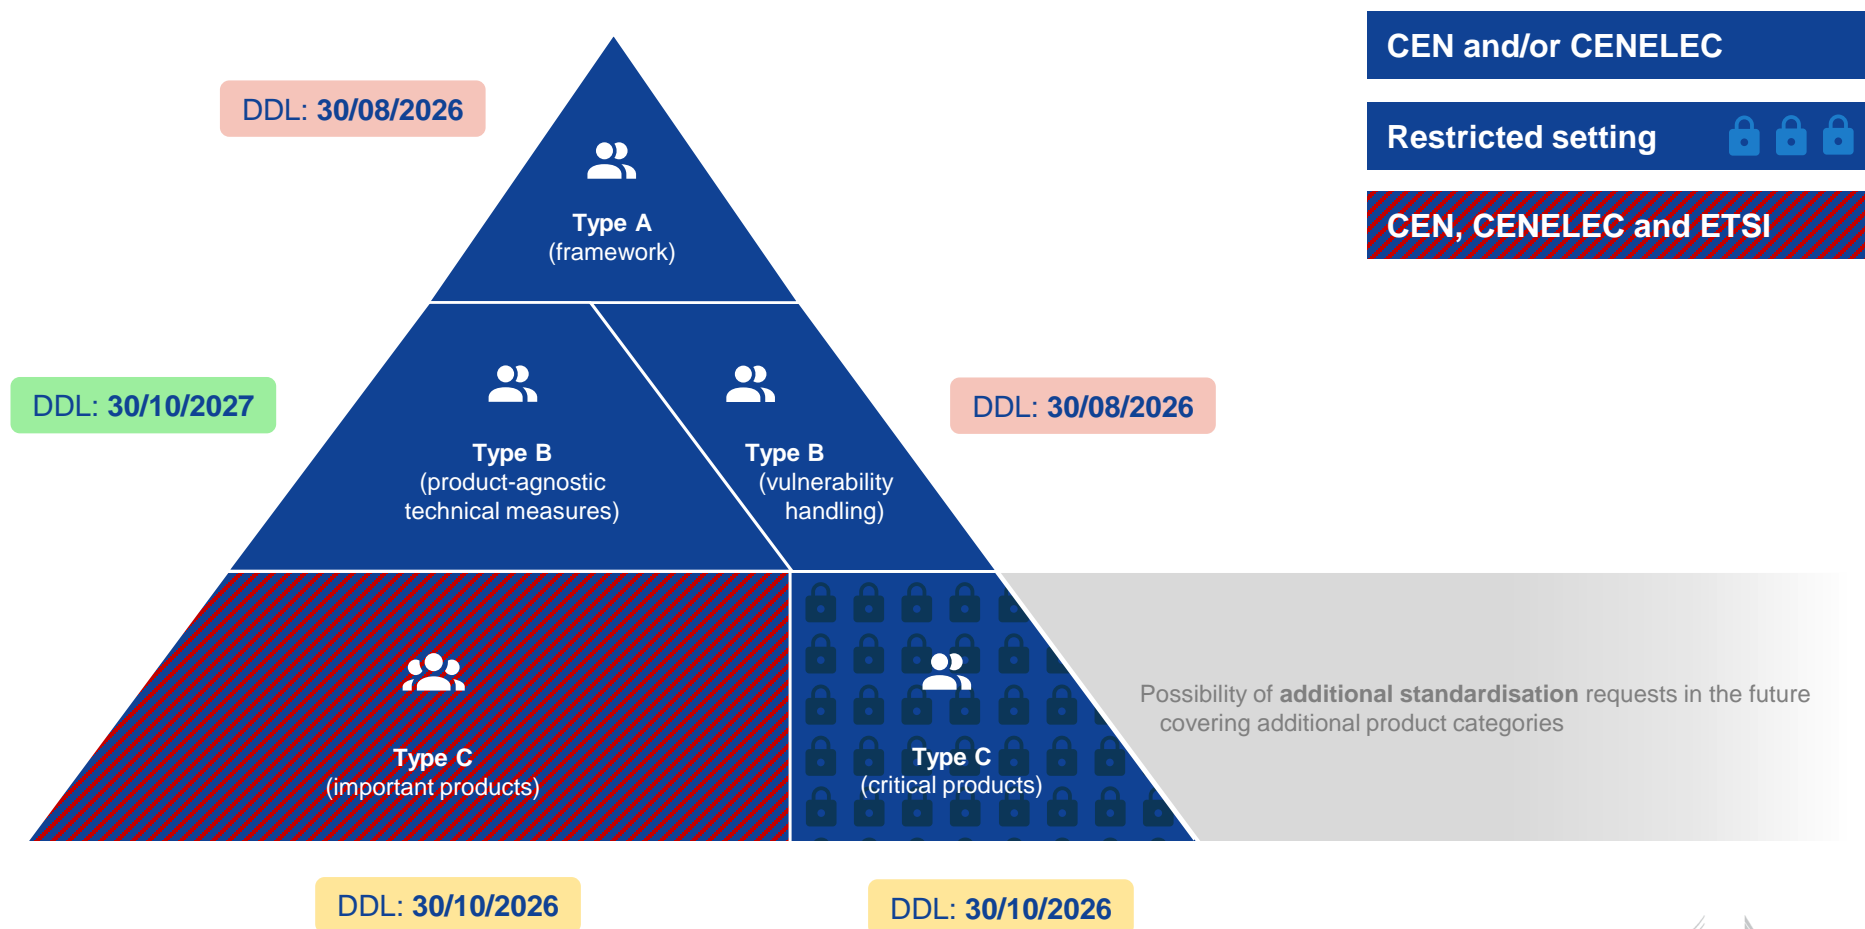 CEN and/or CENELEC
Restricted setting
CEN, CENELEC and ETSI
DDL: 30/08/2026
Type A
(framework)
DDL: 30/10/2027
Type B
(product-agnostic
technical measures)
Type B
(vulnerability
handling)
DDL: 30/08/2026
Type C
(important products)
Type C
(critical products)
Possibility of additional standardisation requests in the future
covering additional product categories
DDL: 30/10/2026
DDL: 30/10/2026